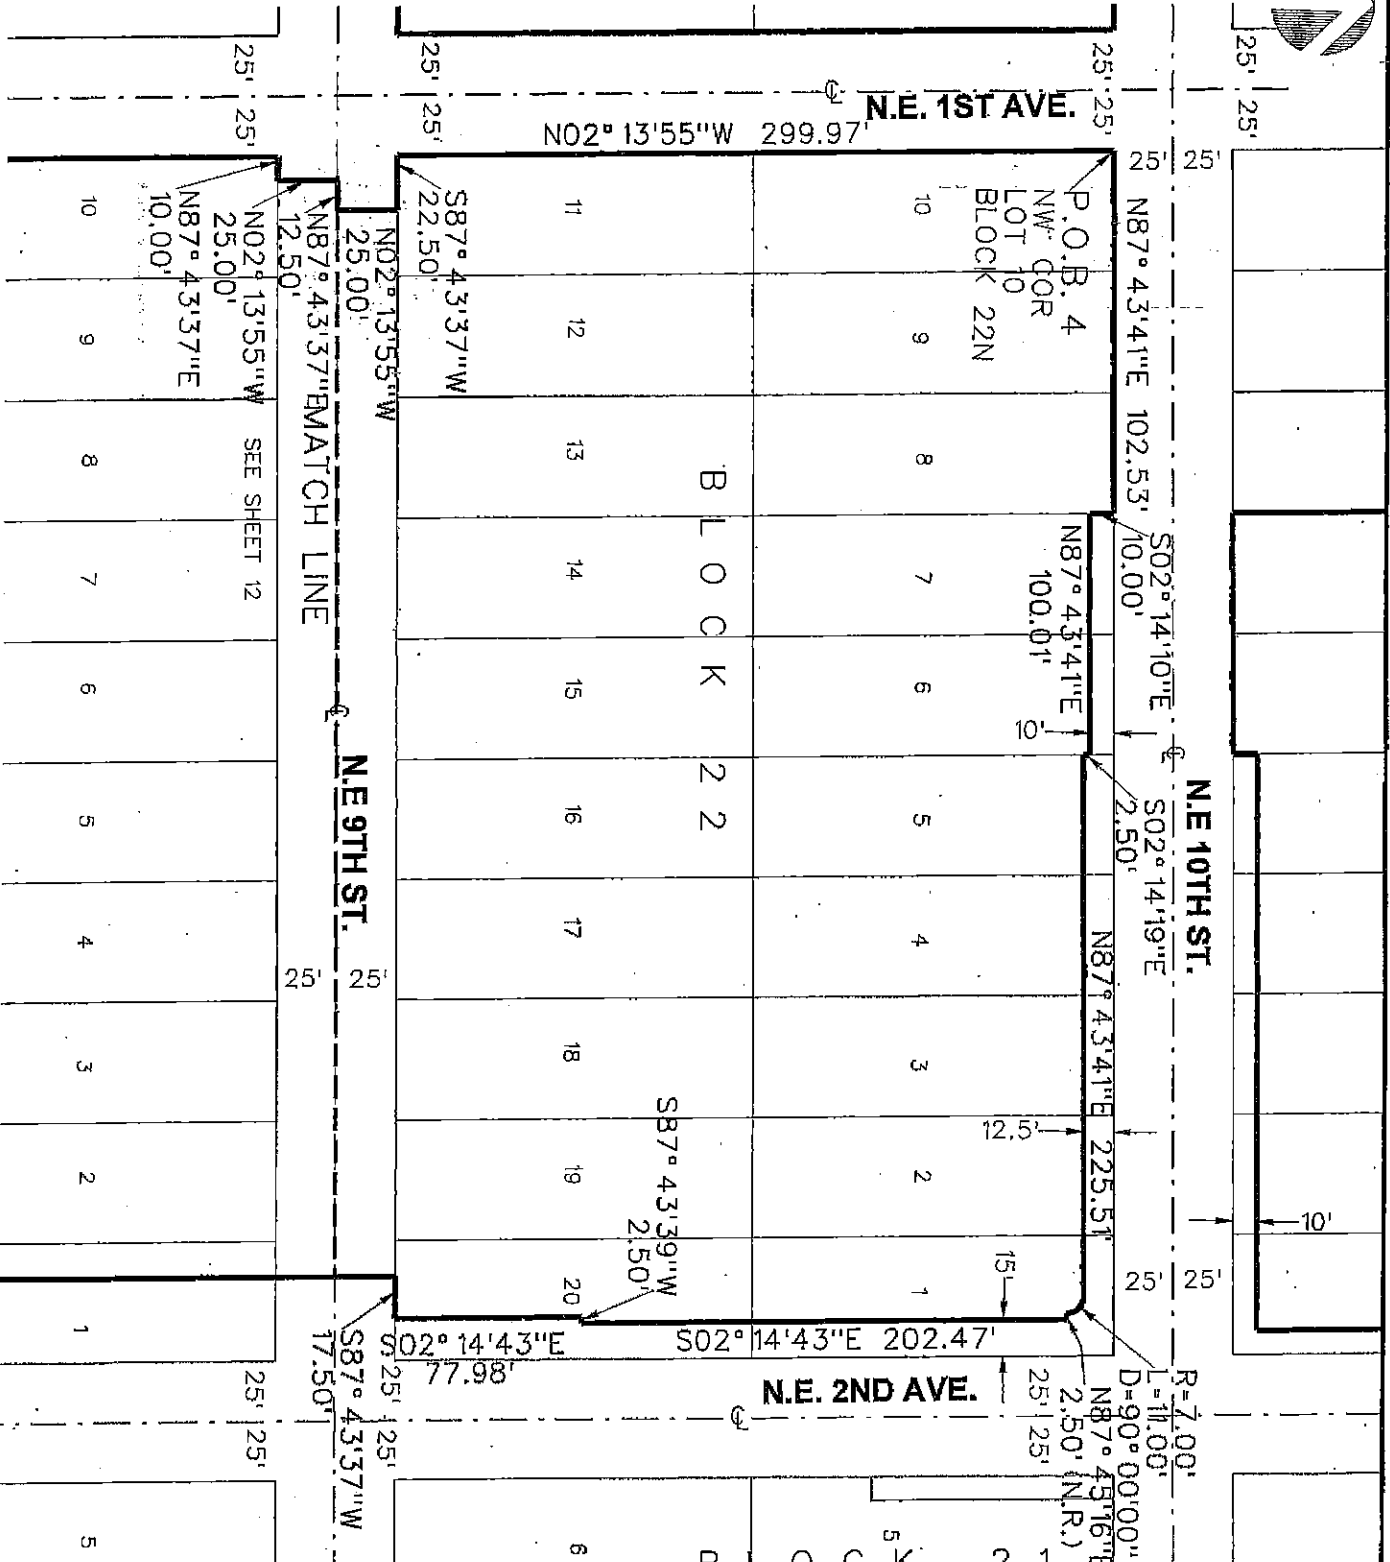 25' 25'
25' 25'
25' 25'
25' 25'
N.E. 1ST AVE.
N02°13'55"W 299.97'
25' 25'
P.O.B. 4
NW COR
LOT 10
BLOCK 22N
N87°43'41"E 102.53'
S02°14'10"E
10.00'
N87°43'41"E
100.01'
10'
S02°14'19"E
2.50'
N.E 10TH ST.
N87°43'41"E 225.51'
12.5'
10'
25' 25'
15'
R=7.00'
L=11.00'
D=90°00'00"
N87°45'16"E
2.50' (N.R.)
10
9
8
7
6
5
4
3
2
1
BLOCK 22
11
12
13
14
15
16
17
18
19
20
S87°43'39"W
2.50'
S02°14'43"E 202.47'
S02°14'43"E
77.98'
N.E. 2ND AVE.
S87°43'37"W
22.50'
N02°13'55"W
25.00'
N87°43'37"E
12.50'
MATCH LINE
N02°13'55"W
25.00'
SEE SHEET 12
N87°43'37"E
10.00'
N.E 9TH ST.
25' 25'
S87°43'37"W
17.50'
25' 25'
25' 25'
25' 25'
10
9
8
7
6
5
4
3
2
1
5
6
5